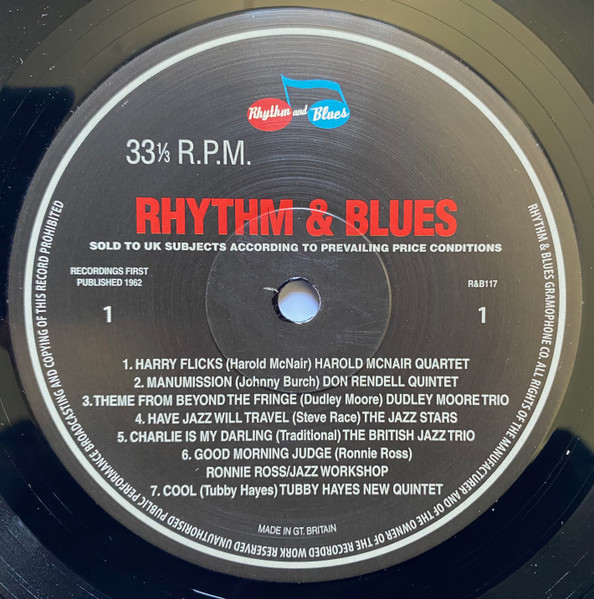 Rhythm and Blues
33⅓ R.P.M.
RHYTHM & BLUES
SOLD TO UK SUBJECTS ACCORDING TO PREVAILING PRICE CONDITIONS
RECORDINGS FIRST
PUBLISHED 1962
R&B117
1
1
1. HARRY FLICKS (Harold McNair) HAROLD MCNAIR QUARTET
2. MANUMISSION (Johnny Burch) DON RENDELL QUINTET
3. THEME FROM BEYOND THE FRINGE (Dudley Moore) DUDLEY MOORE TRIO
4. HAVE JAZZ WILL TRAVEL (Steve Race) THE JAZZ STARS
5. CHARLIE IS MY DARLING (Traditional) THE BRITISH JAZZ TRIO
6. GOOD MORNING JUDGE (Ronnie Ross)
RONNIE ROSS/JAZZ WORKSHOP
7. COOL (Tubby Hayes) TUBBY HAYES NEW QUINTET
MADE IN GT. BRITAIN
RHYTHM & BLUES GRAMOPHONE CO. ALL RIGHTS OF THE MANUFACTURER AND OF THE OWNER OF THE RECORDED WORK RESERVED UNAUTHORISED PUBLIC PERFORMANCE BROADCASTING AND COPYING OF THIS RECORD PROHIBITED